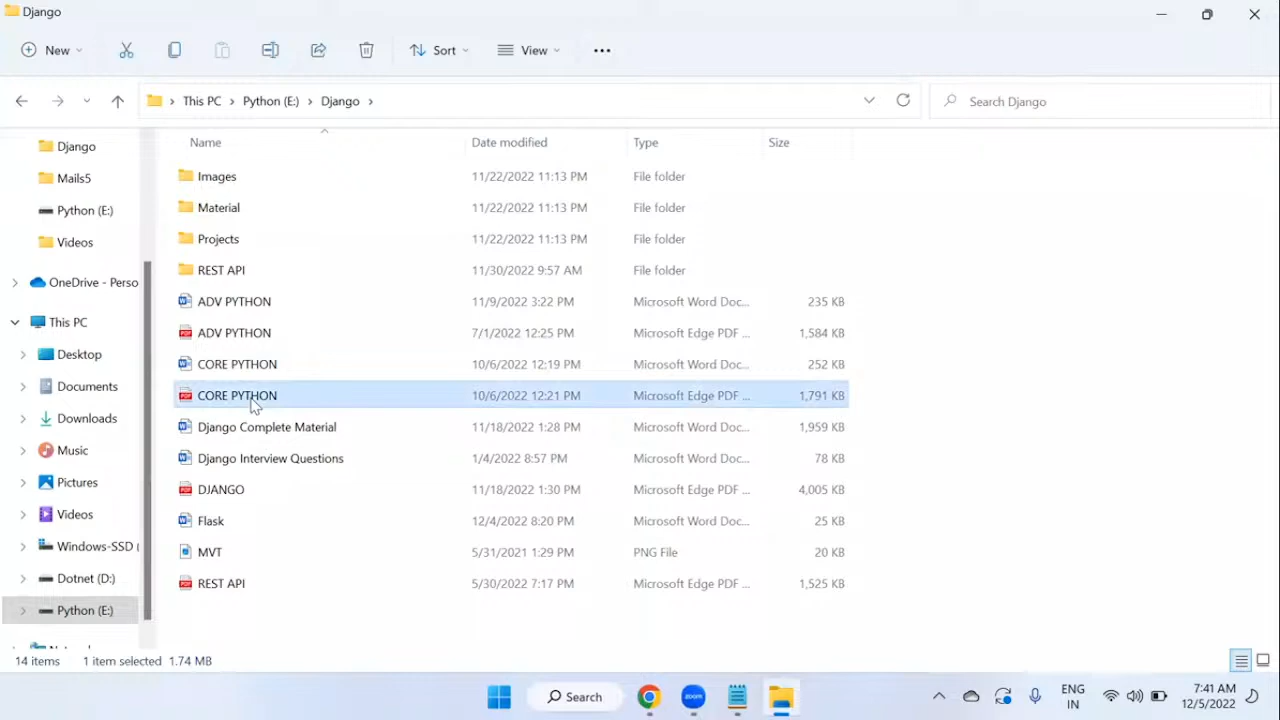 Django
New
Sort
View
This PC
Python (E:)
Django
Search Django
Name
Date modified
Type
Size
Django
Mails5
Python (E:)
Videos
OneDrive - Perso
This PC
Desktop
Documents
Downloads
Music
Pictures
Videos
Windows-SSD (
Dotnet (D:)
Python (E:)
Images 11/22/2022 11:13 PM File folder
Material 11/22/2022 11:13 PM File folder
Projects 11/22/2022 11:13 PM File folder
REST API 11/30/2022 9:57 AM File folder
ADV PYTHON 11/9/2022 3:22 PM Microsoft Word Doc... 235 KB
ADV PYTHON 7/1/2022 12:25 PM Microsoft Edge PDF ... 1,584 KB
CORE PYTHON 10/6/2022 12:19 PM Microsoft Word Doc... 252 KB
CORE PYTHON 10/6/2022 12:21 PM Microsoft Edge PDF ... 1,791 KB
Django Complete Material 11/18/2022 1:28 PM Microsoft Word Doc... 1,959 KB
Django Interview Questions 1/4/2022 8:57 PM Microsoft Word Doc... 78 KB
DJANGO 11/18/2022 1:30 PM Microsoft Edge PDF ... 4,005 KB
Flask 12/4/2022 8:20 PM Microsoft Word Doc... 25 KB
MVT 5/31/2021 1:29 PM PNG File 20 KB
REST API 5/30/2022 7:17 PM Microsoft Edge PDF ... 1,525 KB
14 items 1 item selected 1.74 MB
Search
zoom
ENG
IN
7:41 AM
12/5/2022